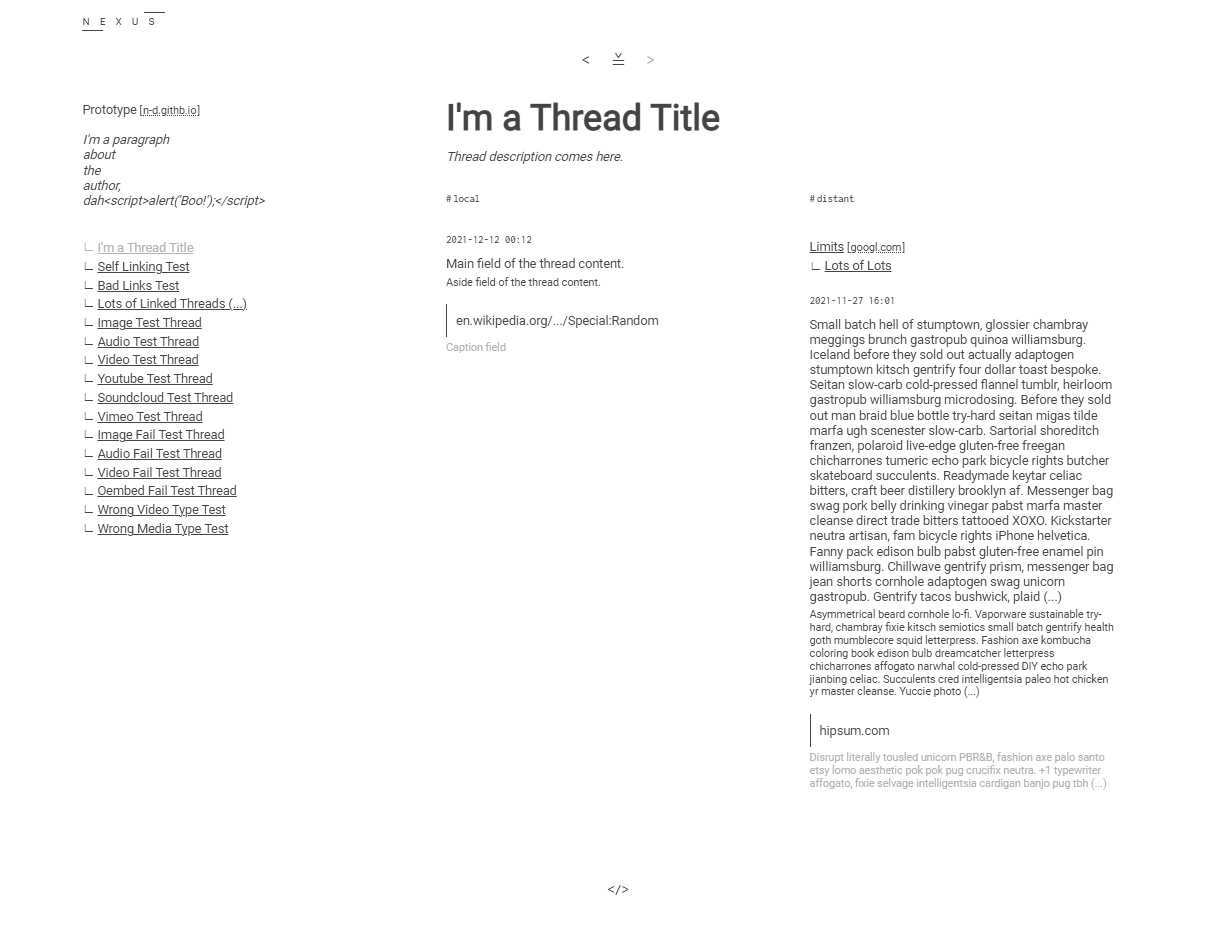 N E X U S
< ≚ >
Prototype [n-d.githb.io]
I'm a paragraph
about
the
author,
dah<script>alert('Boo!');</script>
∟ I'm a Thread Title
∟ Self Linking Test
∟ Bad Links Test
∟ Lots of Linked Threads (...)
∟ Image Test Thread
∟ Audio Test Thread
∟ Video Test Thread
∟ Youtube Test Thread
∟ Soundcloud Test Thread
∟ Vimeo Test Thread
∟ Image Fail Test Thread
∟ Audio Fail Test Thread
∟ Video Fail Test Thread
∟ Oembed Fail Test Thread
∟ Wrong Video Type Test
∟ Wrong Media Type Test
I'm a Thread Title
Thread description comes here.
# local
2021-12-12 00:12
Main field of the thread content.
Aside field of the thread content.
en.wikipedia.org/.../Special:Random
Caption field
# distant
Limits [googl.com]
∟ Lots of Lots
2021-11-27 16:01
Small batch hell of stumptown, glossier chambray
meggings brunch gastropub quinoa williamsburg.
Iceland before they sold out actually adaptogen
stumptown kitsch gentrify four dollar toast bespoke.
Seitan slow-carb cold-pressed flannel tumblr, heirloom
gastropub williamsburg microdosing. Before they sold
out man braid blue bottle try-hard seitan migas tilde
marfa ugh scenester slow-carb. Sartorial shoreditch
franzen, polaroid live-edge gluten-free freegan
chicharrones tumeric echo park bicycle rights butcher
skateboard succulents. Readymade keytar celiac
bitters, craft beer distillery brooklyn af. Messenger bag
swag pork belly drinking vinegar pabst marfa master
cleanse direct trade bitters tattooed XOXO. Kickstarter
neutra artisan, fam bicycle rights iPhone helvetica.
Fanny pack edison bulb pabst gluten-free enamel pin
williamsburg. Chillwave gentrify prism, messenger bag
jean shorts cornhole adaptogen swag unicorn
gastropub. Gentrify tacos bushwick, plaid (...)
Asymmetrical beard cornhole lo-fi. Vaporware sustainable try-
hard, chambray fixie kitsch semiotics small batch gentrify health
goth mumblecore squid letterpress. Fashion axe kombucha
coloring book edison bulb dreamcatcher letterpress
chicharrones affogato narwhal cold-pressed DIY echo park
jianbing celiac. Succulents cred intelligentsia paleo hot chicken
yr master cleanse. Yuccie photo (...)
hipsum.com
Disrupt literally tousled unicorn PBR&B, fashion axe palo santo
etsy lomo aesthetic pok pok pug crucifix neutra. +1 typewriter
affogato, fixie selvage intelligentsia cardigan banjo pug tbh (...)
</>